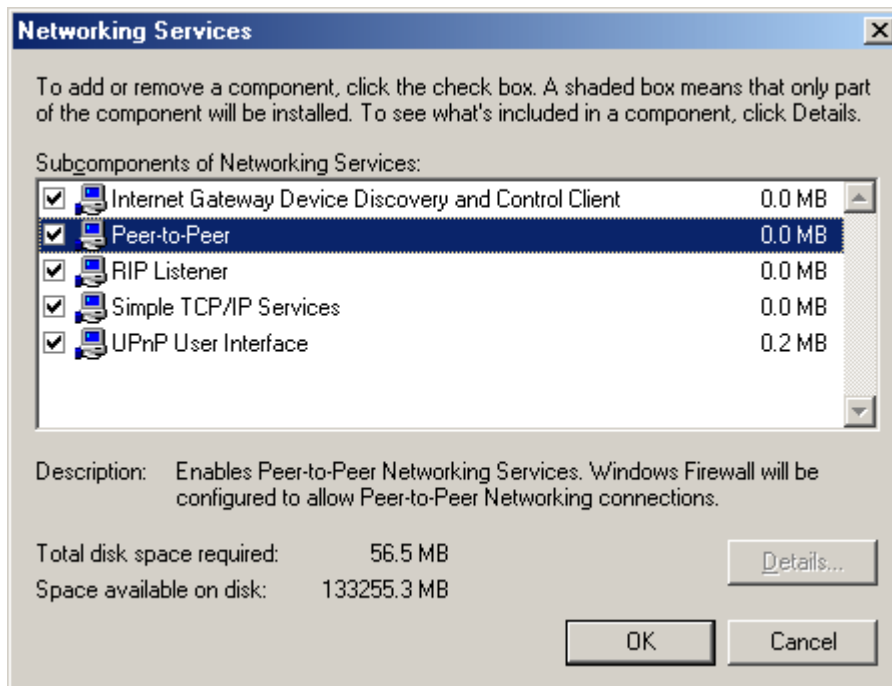 Networking Services
To add or remove a component, click the check box. A shaded box means that only part
of the component will be installed. To see what's included in a component, click Details.
Subcomponents of Networking Services:
Internet Gateway Device Discovery and Control Client 0.0 MB
Peer-to-Peer 0.0 MB
RIP Listener 0.0 MB
Simple TCP/IP Services 0.0 MB
UPnP User Interface 0.2 MB
Description: Enables Peer-to-Peer Networking Services. Windows Firewall will be
configured to allow Peer-to-Peer Networking connections.
Total disk space required: 56.5 MB
Space available on disk: 133255.3 MB
Details...
OK Cancel